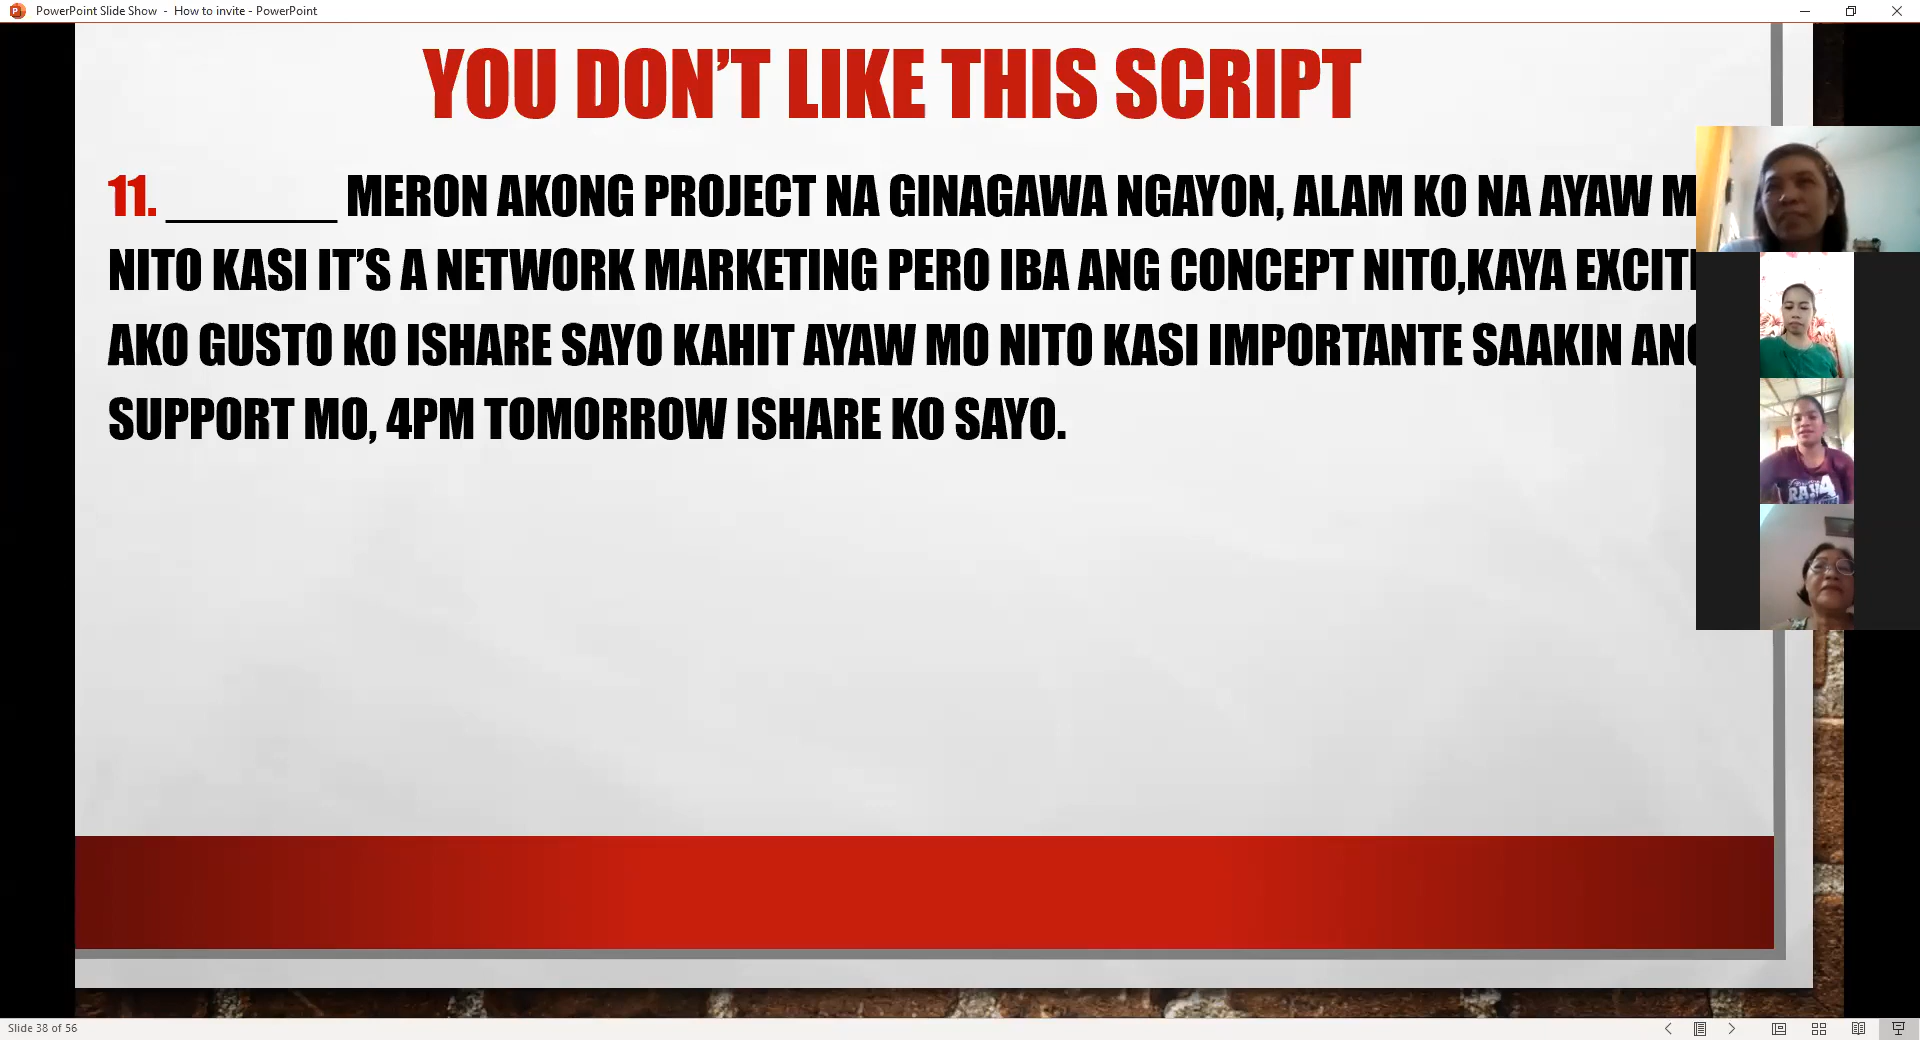 PowerPoint Slide Show - How to invite - PowerPoint
YOU DON’T LIKE THIS SCRIPT
11. _______ MERON AKONG PROJECT NA GINAGAWA NGAYON, ALAM KO NA AYAW
NITO KASI IT’S A NETWORK MARKETING PERO IBA ANG CONCEPT NITO,KAYA
AKO GUSTO KO ISHARE SAYO KAHIT AYAW MO NITO KASI IMPORTANTE SAAKIN
SUPPORT MO, 4PM TOMORROW ISHARE KO SAYO.
Slide 38 of 56